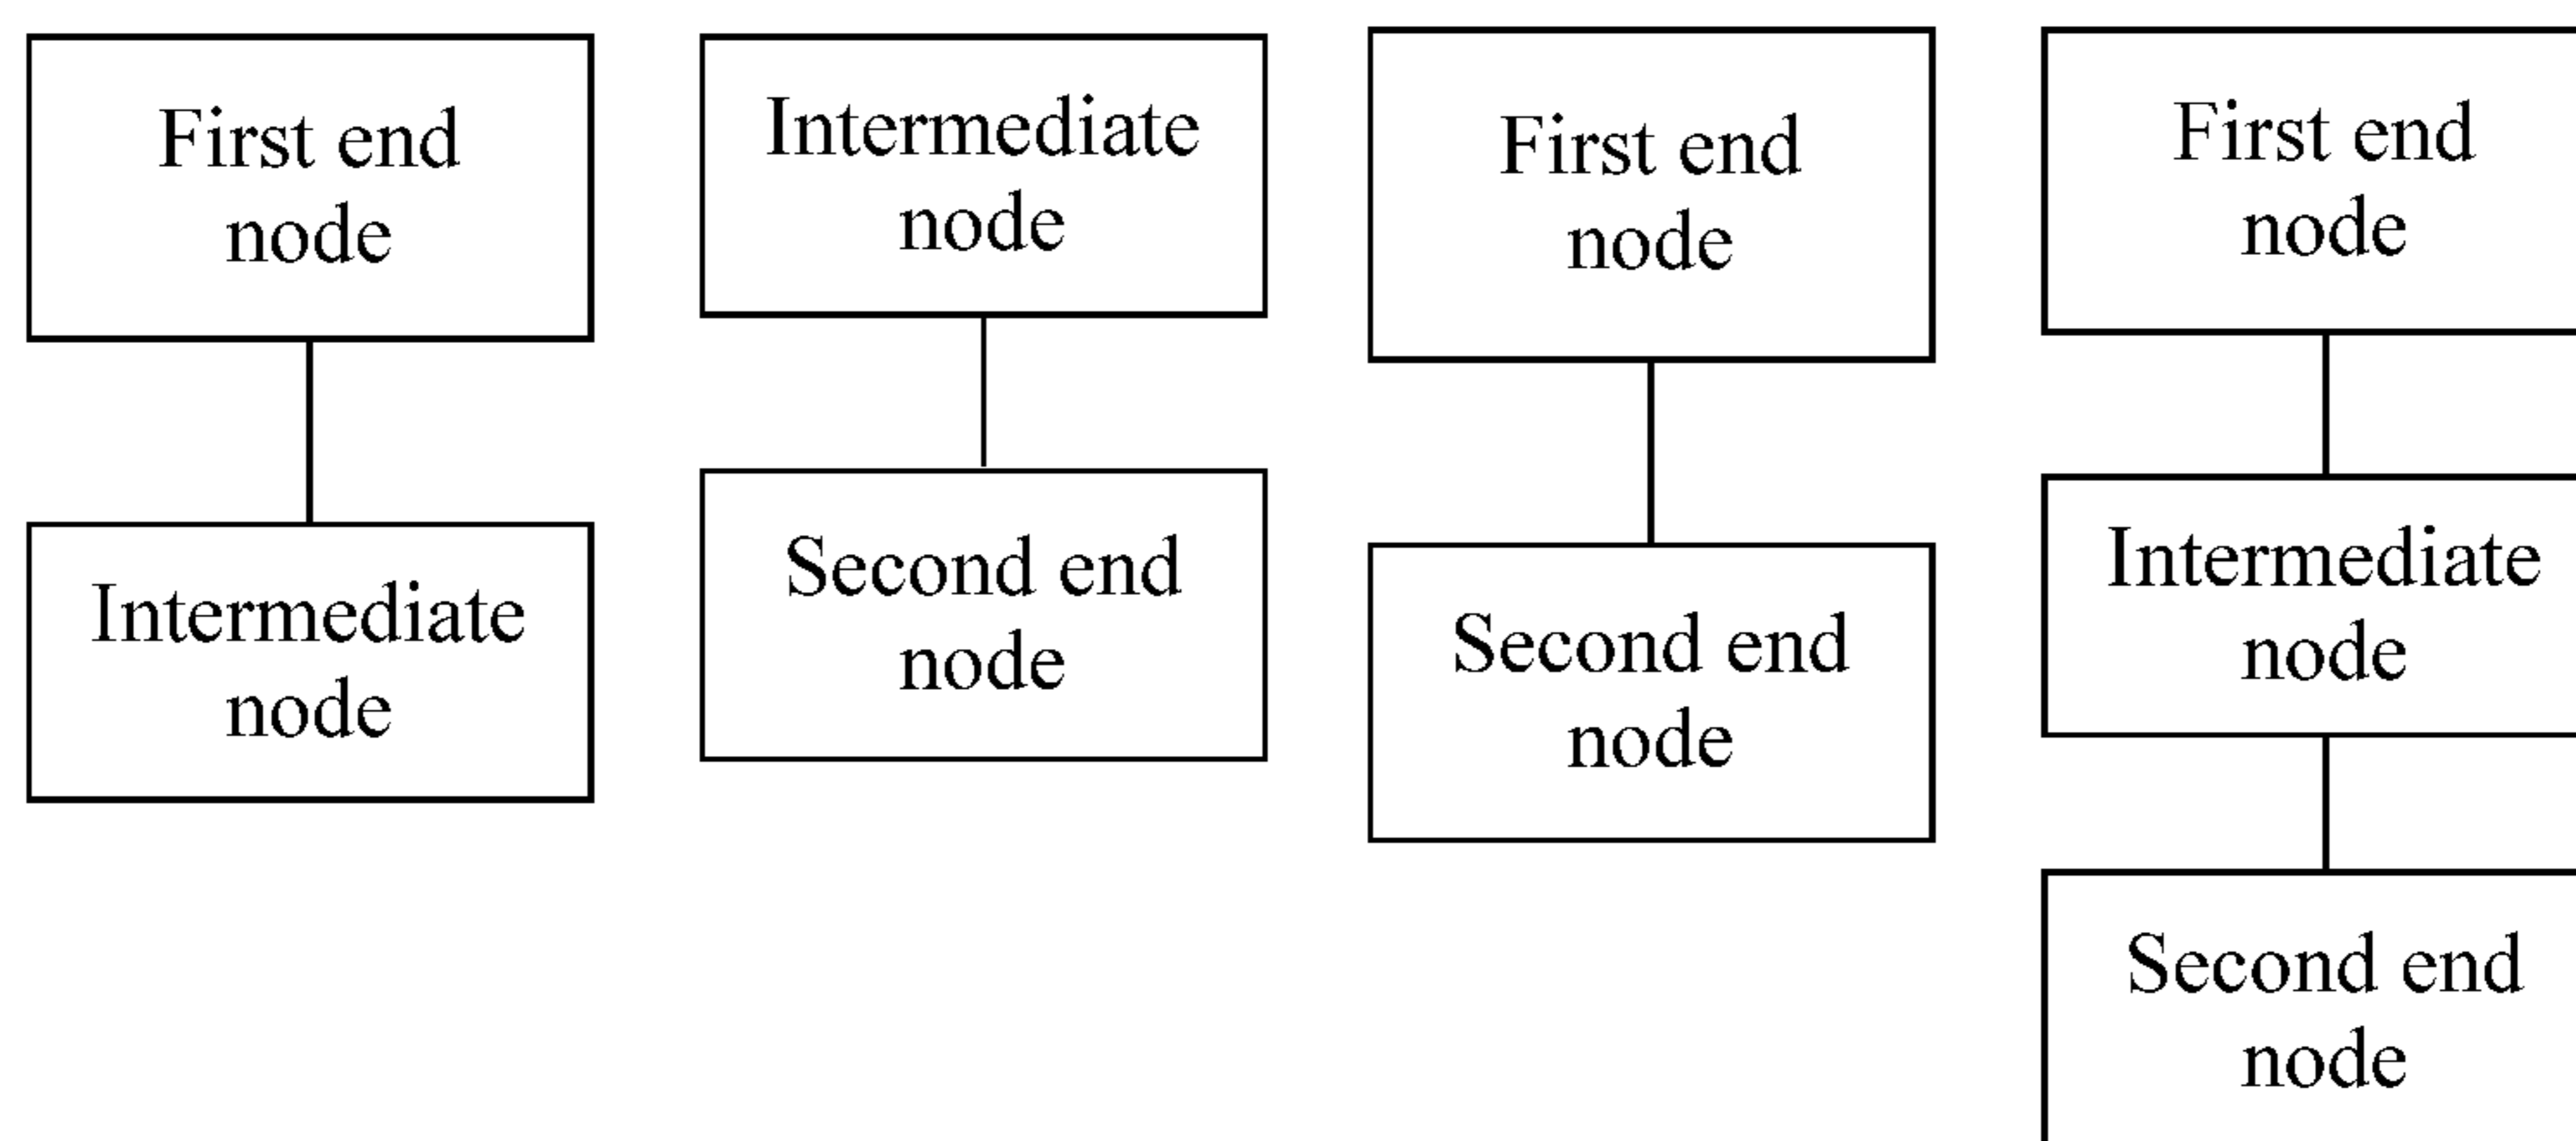 First end
node
Intermediate
node
Intermediate
node
Second end
node
First end
node
Second end
node
First end
node
Intermediate
node
Second end
node